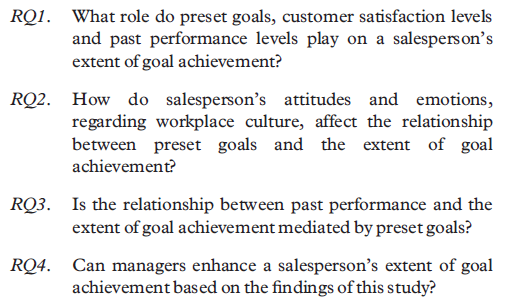 RQ1. What role do preset goals, customer satisfaction levels
and past performance levels play on a salesperson's
extent of goal achievement?
RQ2. How do salesperson's attitudes and emotions,
regarding workplace culture, affect the relationship
between preset goals and the extent of goal
achievement?
RQ3. Is the relationship between past performance and the
extent of goal achievement mediated by preset goals?
RQ4. Can managers enhance a salesperson's extent of goal
achievement based on the findings of this study?